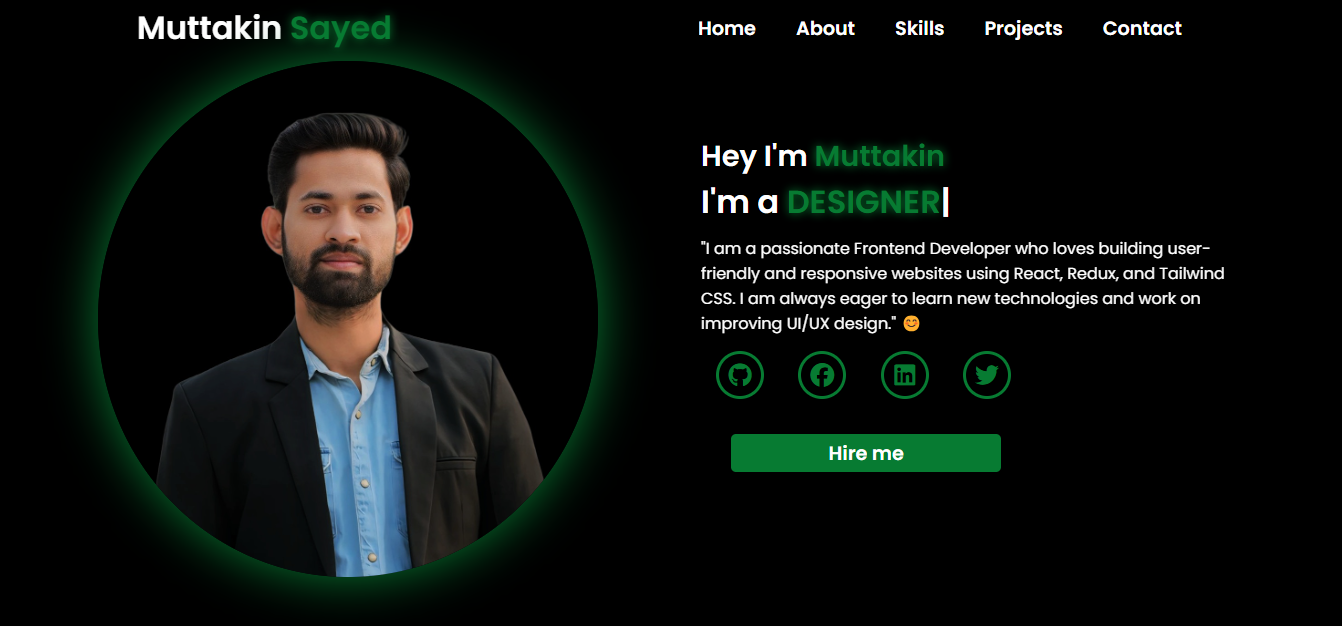 Muttakin Sayed
Home About Skills Projects Contact
Hey I'm Muttakin
I'm a DESIGNER|
"I am a passionate Frontend Developer who loves building user-
friendly and responsive websites using React, Redux, and Tailwind
CSS. I am always eager to learn new technologies and work on
improving UI/UX design." 😊
Hire me